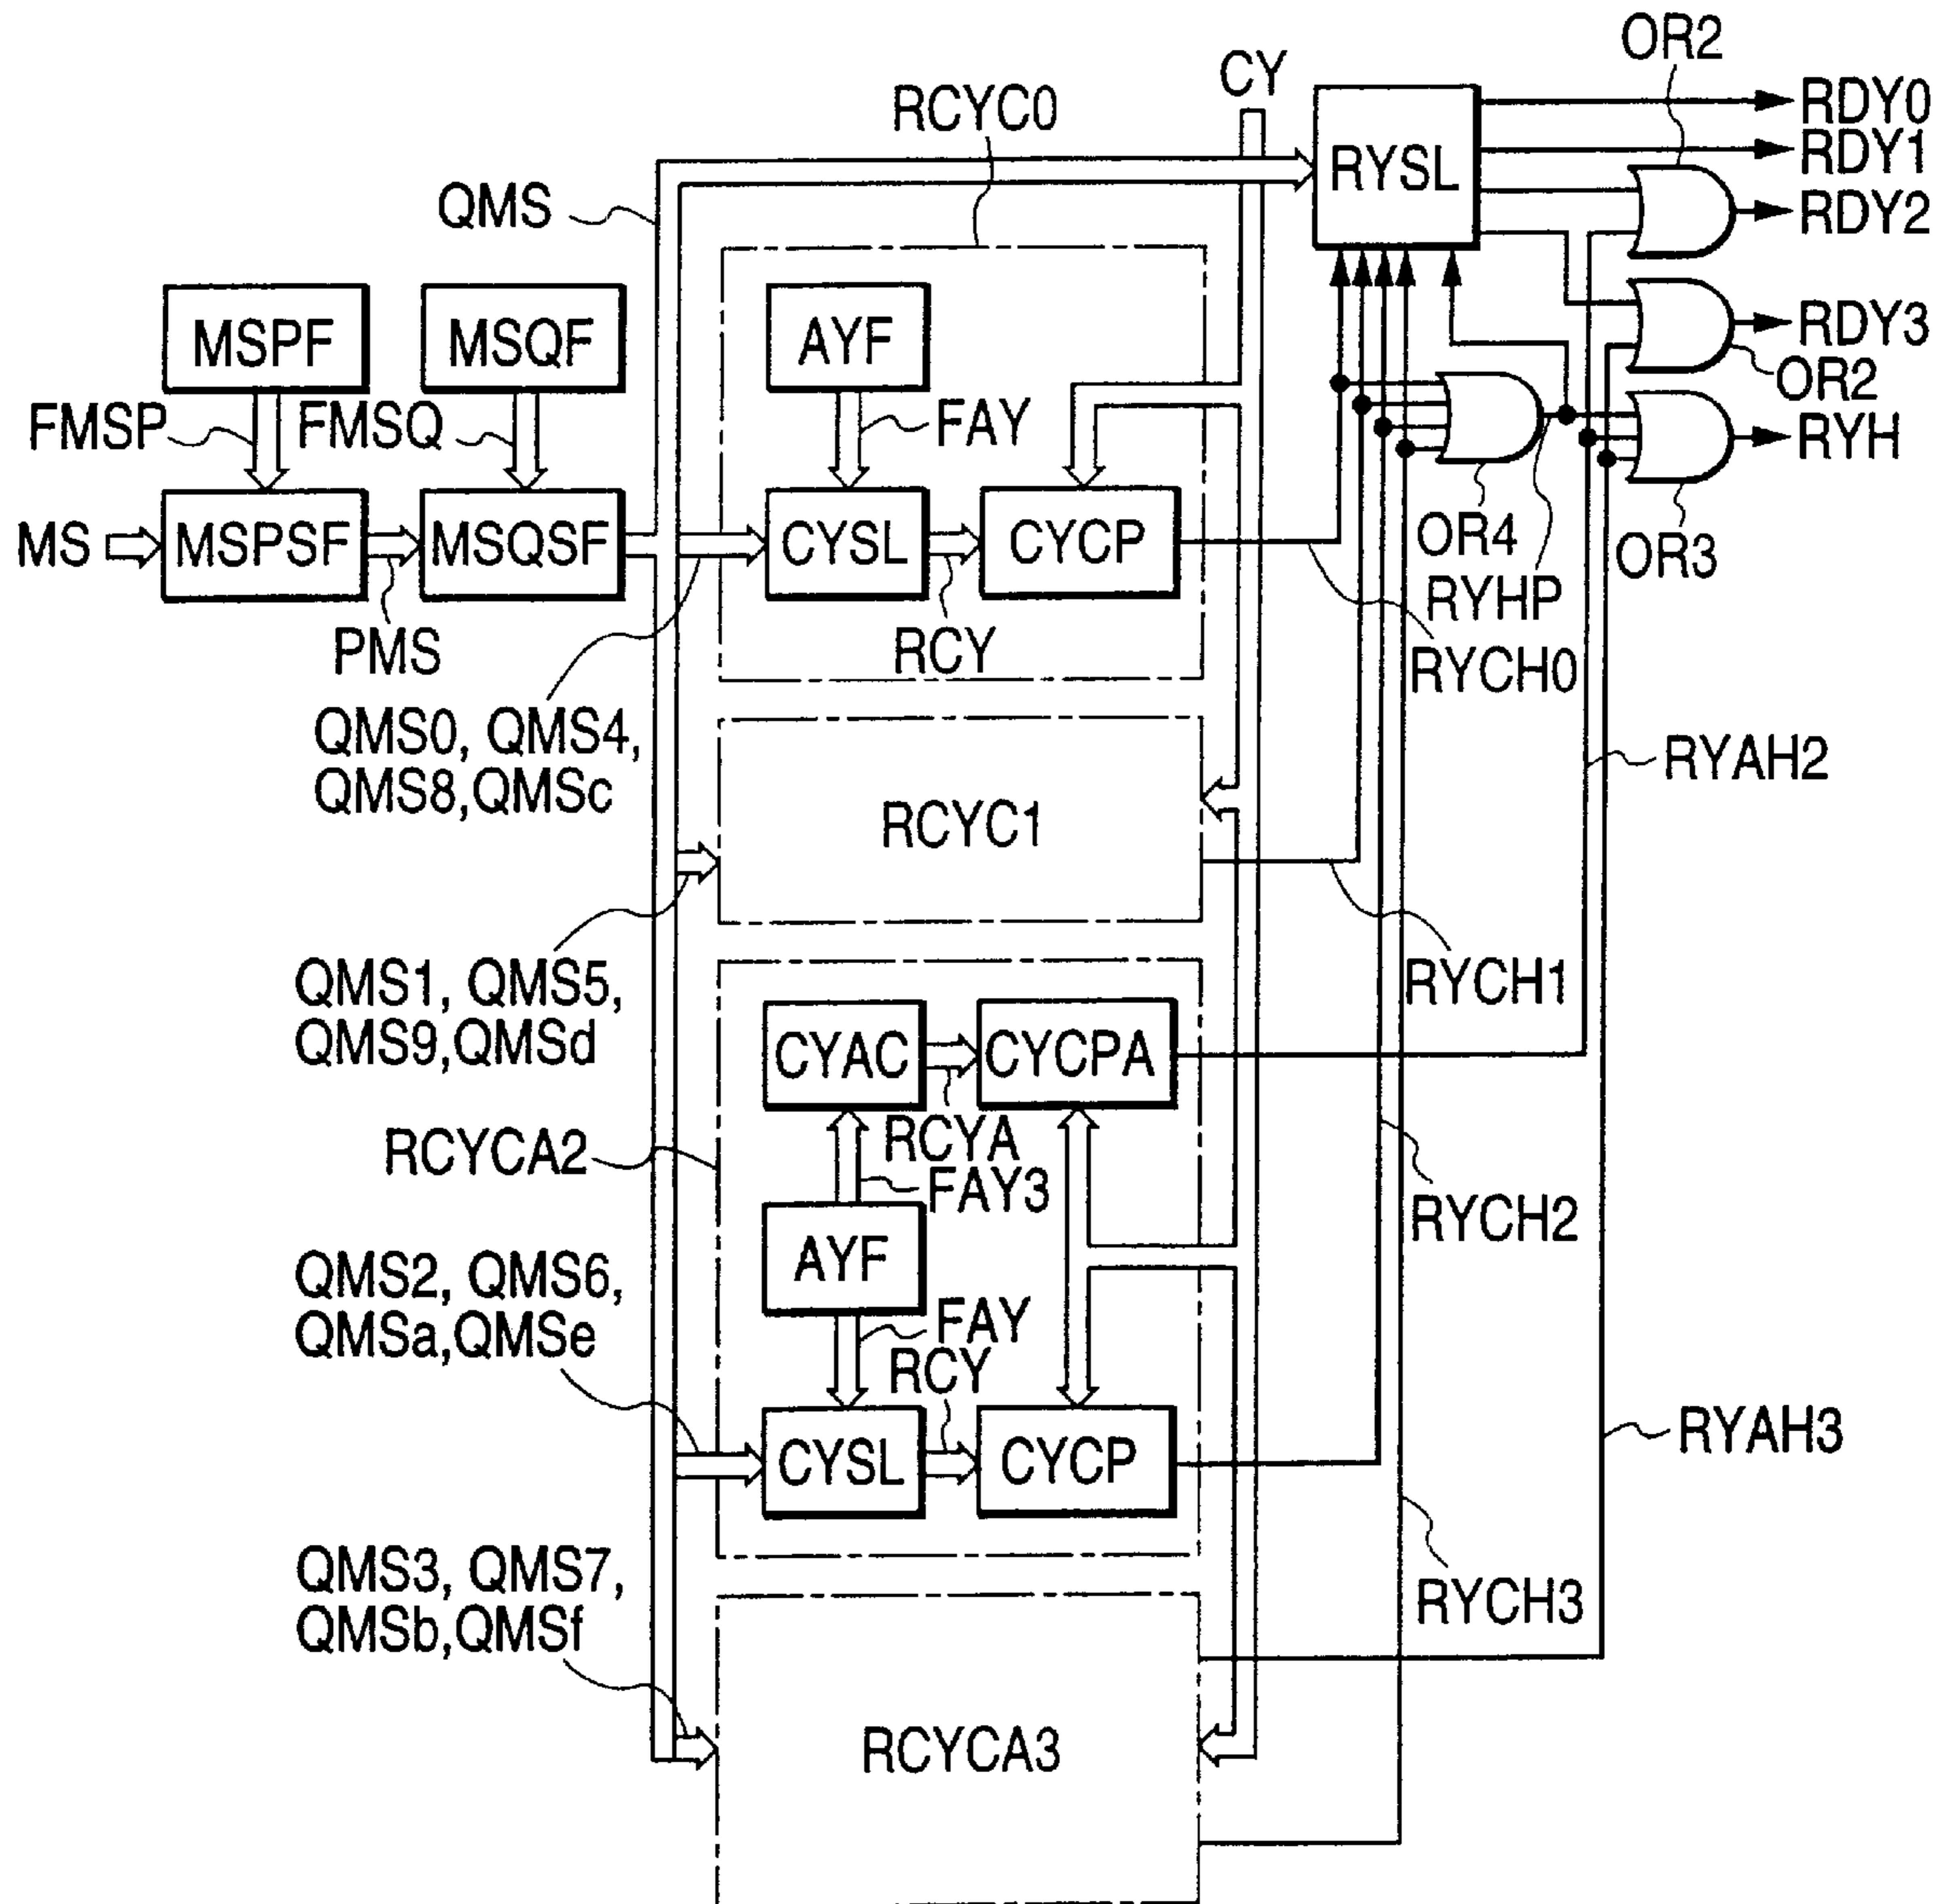 OR2
CY
RDY0
RCYC0
RDY1
RYSL
QMS
RDY2
MSPF
MSQF
AYF
RDY3
OR2
FMSP
FMSQ
FAY
RYH
MS
MSPSF
MSQSF
CYSL
CYCP
OR4
OR3
RYHP
PMS
RCY
RYCH0
QMS0, QMS4,
QMS8,QMSc
RYAH2
RCYC1
QMS1, QMS5,
QMS9,QMSd
RYCH1
CYAC
CYCPA
RCYCA2
RCYA
FAY3
RYCH2
AYF
QMS2, QMS6,
QMSa,QMSe
FAY
RCY
RYAH3
CYSL
CYCP
QMS3, QMS7,
QMSb,QMSf
RYCH3
RCYCA3